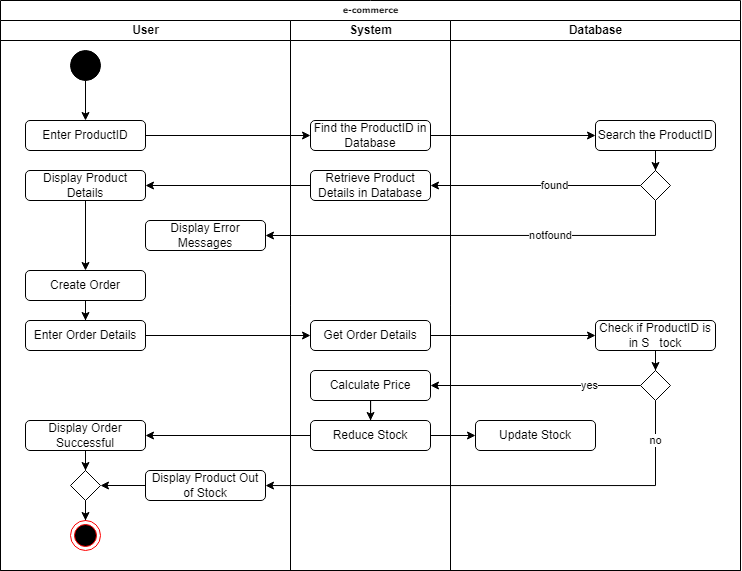 e-commerce
User
System
Database
Enter ProductID
Find the ProductID in
Database
Search the ProductID
Display Product
Details
Retrieve Product
Details in Database
found
Display Error
Messages
notfound
Create Order
Enter Order Details
Get Order Details
Check if ProductID is
in S tock
Calculate Price
yes
Display Order
Successful
Reduce Stock
Update Stock
no
Display Product Out
of Stock